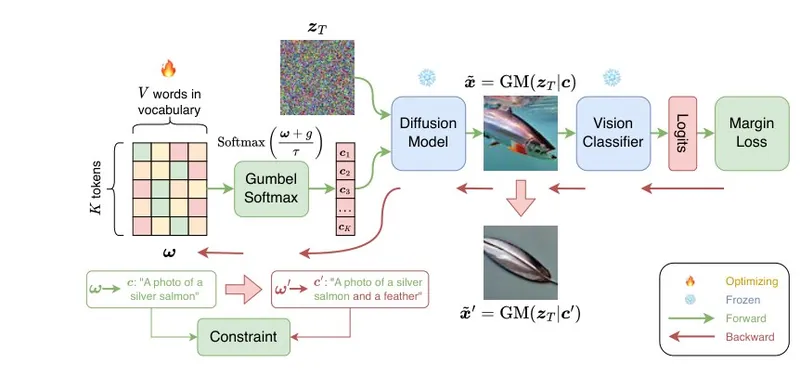 z_T
V words in
vocabulary
Softmax((ω + g)/τ)
x̃ = GM(z_T|c)
K tokens
Gumbel
Softmax
c_1
c_2
c_3
...
c_K
Diffusion
Model
Vision
Classifier
Logits
Margin
Loss
ω
ω → c: "A photo of a
silver salmon"
ω′ → c′: "A photo of a silver
salmon and a feather"
Constraint
x̃′ = GM(z_T|c′)
Optimizing
Frozen
Forward
Backward